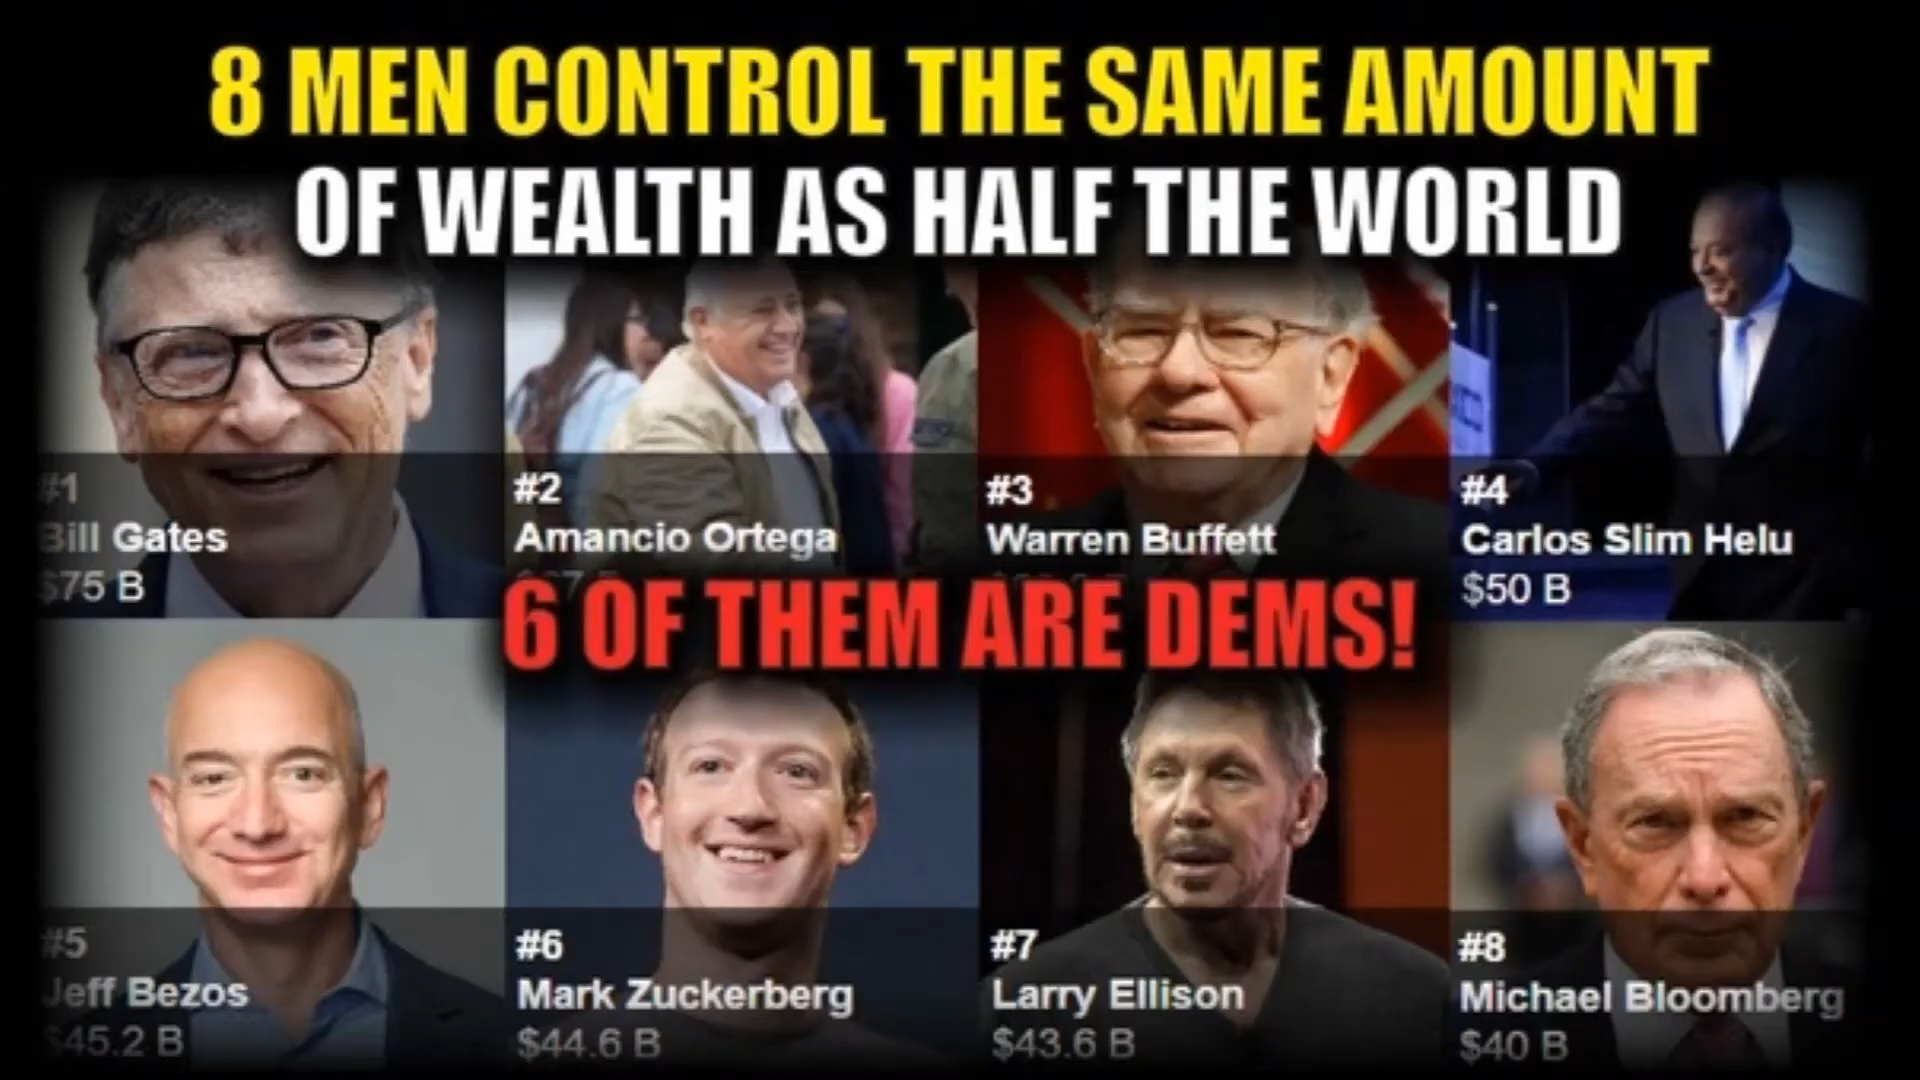 8 MEN CONTROL THE SAME AMOUNT
OF WEALTH AS HALF THE WORLD
#1
Bill Gates
$75 B
#2
Amancio Ortega
#3
Warren Buffett
#4
Carlos Slim Helu
$50 B
6 OF THEM ARE DEMS!
#5
Jeff Bezos
$45.2 B
#6
Mark Zuckerberg
$44.6 B
#7
Larry Ellison
$43.6 B
#8
Michael Bloomberg
$40 B